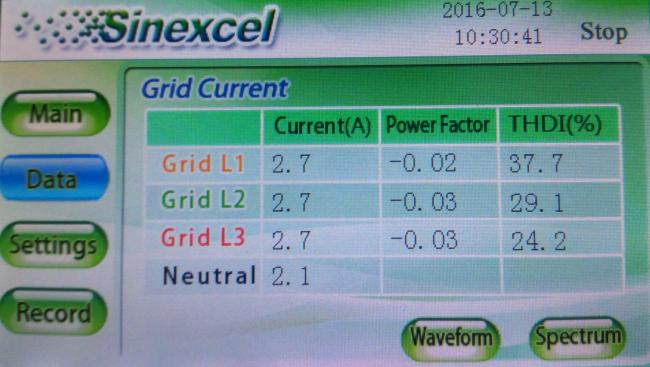 Sinexcel
2016-07-13
10:30:41 Stop
Grid Current
Main
Data
Settings
Record
Current(A) Power Factor THDI(%)
Grid L1 2.7 -0.02 37.7
Grid L2 2.7 -0.03 29.1
Grid L3 2.7 -0.03 24.2
Neutral 2.1
Waveform Spectrum